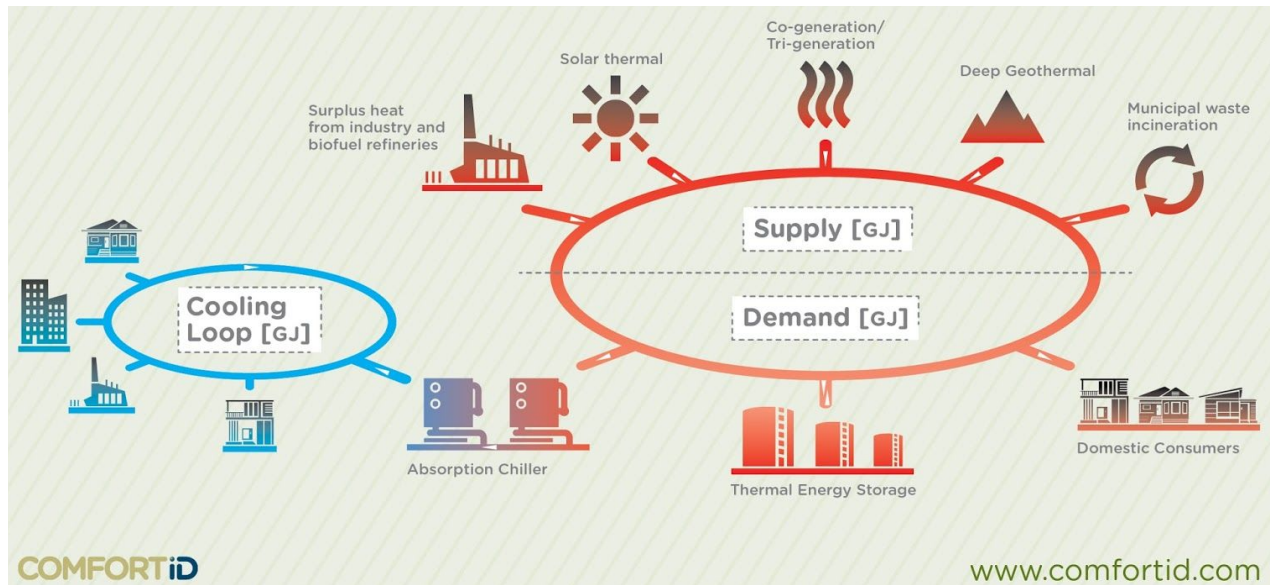 Co-generation/
Tri-generation
Solar thermal
Deep Geothermal
Surplus heat
from industry and
biofuel refineries
Municipal waste
incineration
Supply [GJ]
Cooling
Loop [GJ]
Demand [GJ]
Absorption Chiller
Thermal Energy Storage
Domestic Consumers
COMFORTiD
www.comfortid.com